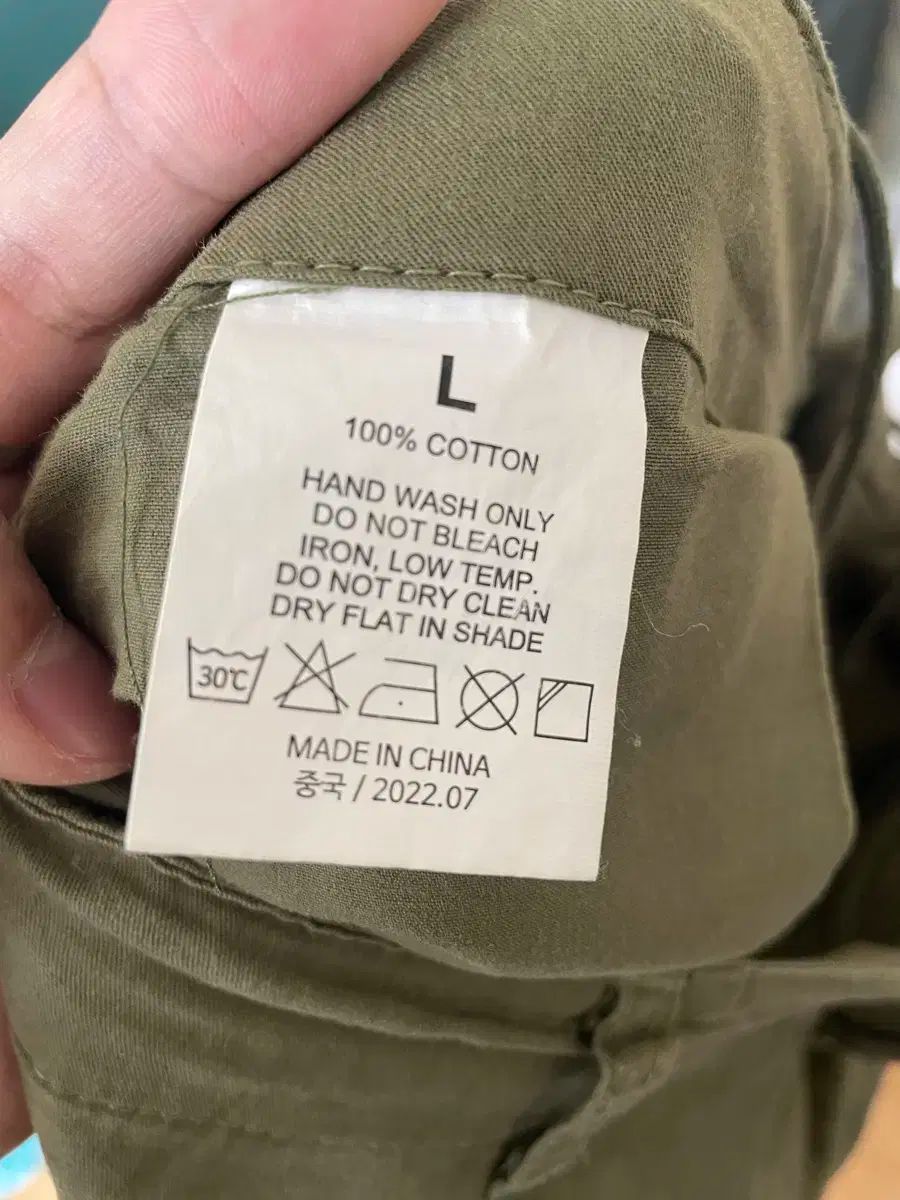 L
100% COTTON
HAND WASH ONLY
DO NOT BLEACH
IRON, LOW TEMP.
DO NOT DRY CLEAN
DRY FLAT IN SHADE
30℃
MADE IN CHINA
중국 / 2022.07